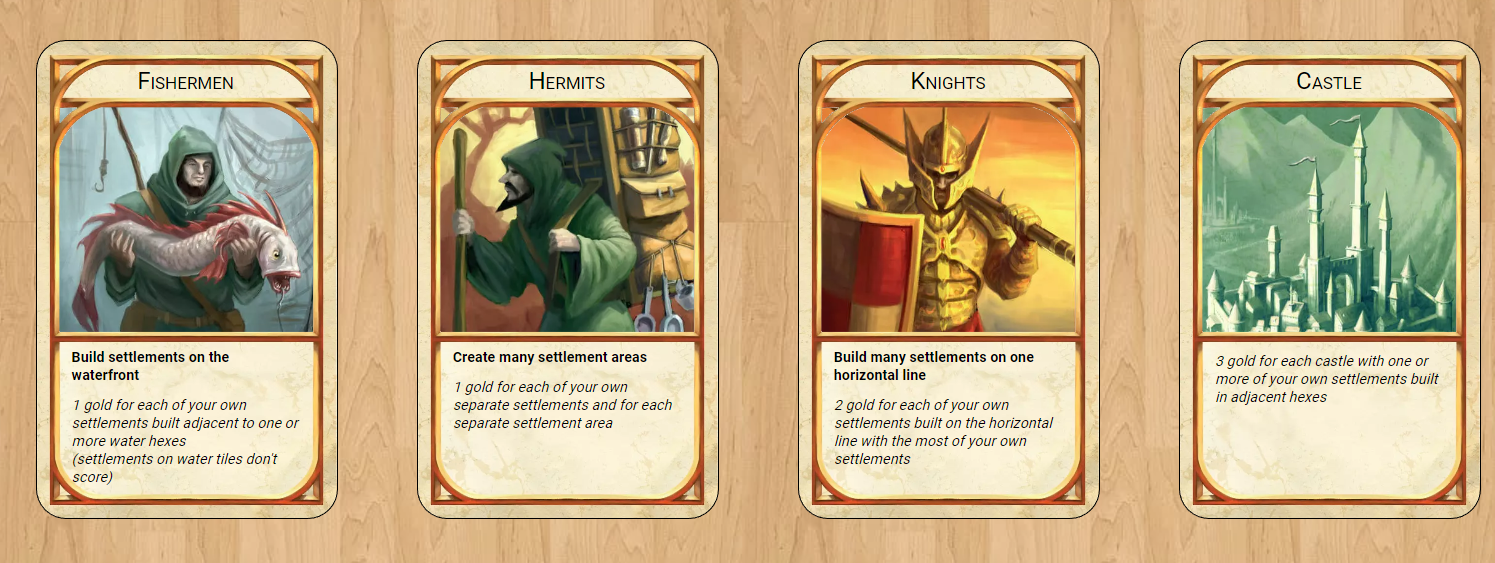 Fishermen
Build settlements on the
waterfront
1 gold for each of your own
settlements built adjacent to one or
more water hexes
(settlements on water tiles don't
score)
Hermits
Create many settlement areas
1 gold for each of your own
separate settlements and for each
separate settlement area
Knights
Build many settlements on one
horizontal line
2 gold for each of your own
settlements built on the horizontal
line with the most of your own
settlements
Castle
3 gold for each castle with one or
more of your own settlements built
in adjacent hexes